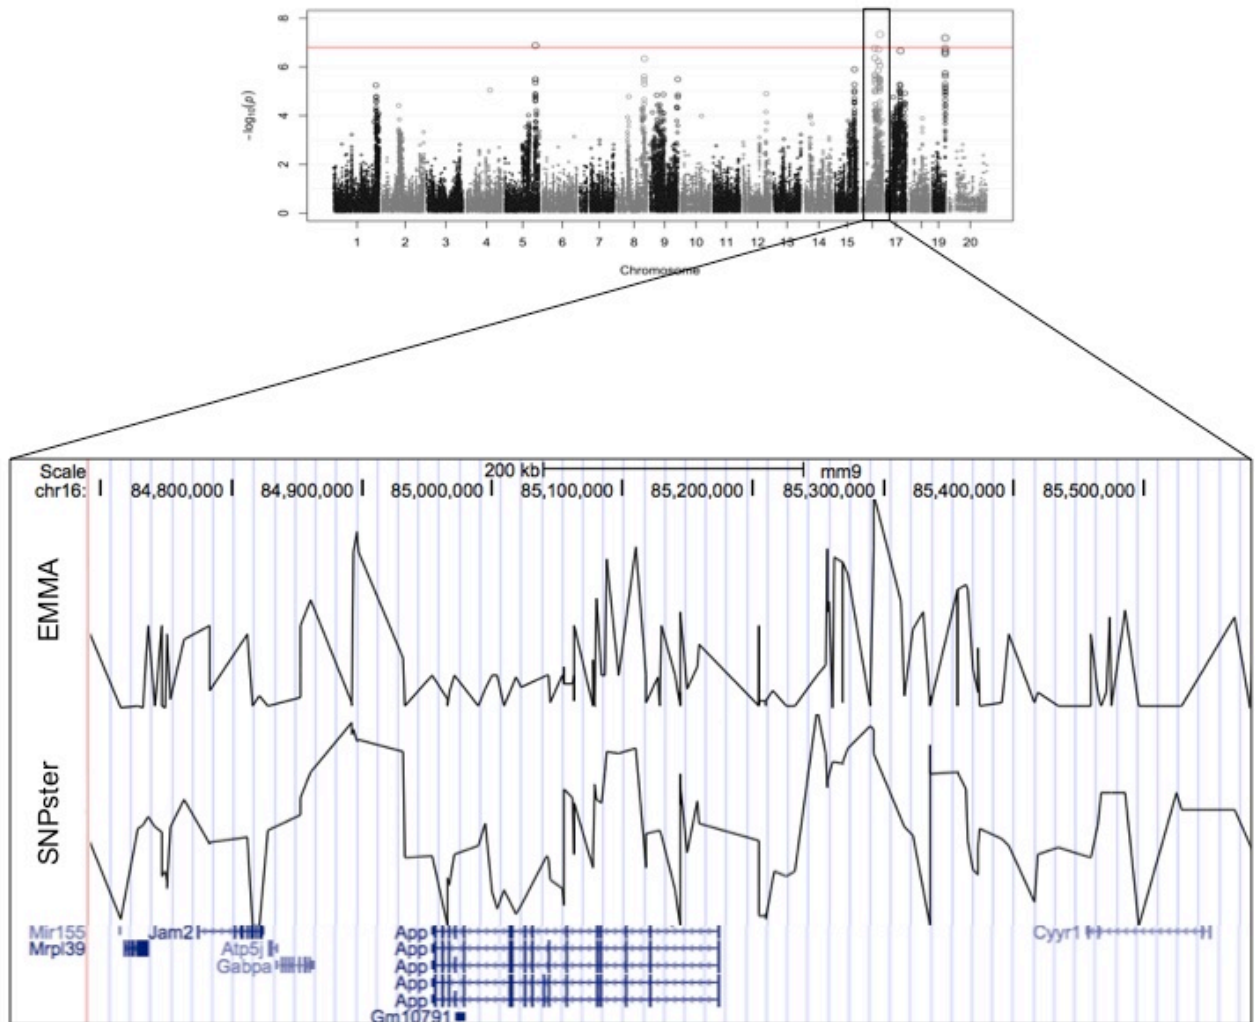 8
6
4
2
0
−log₁₀(p)
1 2 3 4 5 6 7 8 9 10 11 12 13 14 15 17 19 20
Chromosome
Scale 200 kb mm9
chr16: 84,800,000 84,900,000 85,000,000 85,100,000 85,200,000 85,300,000 85,400,000 85,500,000
EMMA
SNPster
Mir155 Jam2 App Cyyr1
Mrpl39 Atp5j App
Gabpa App
App
App
Gm10791